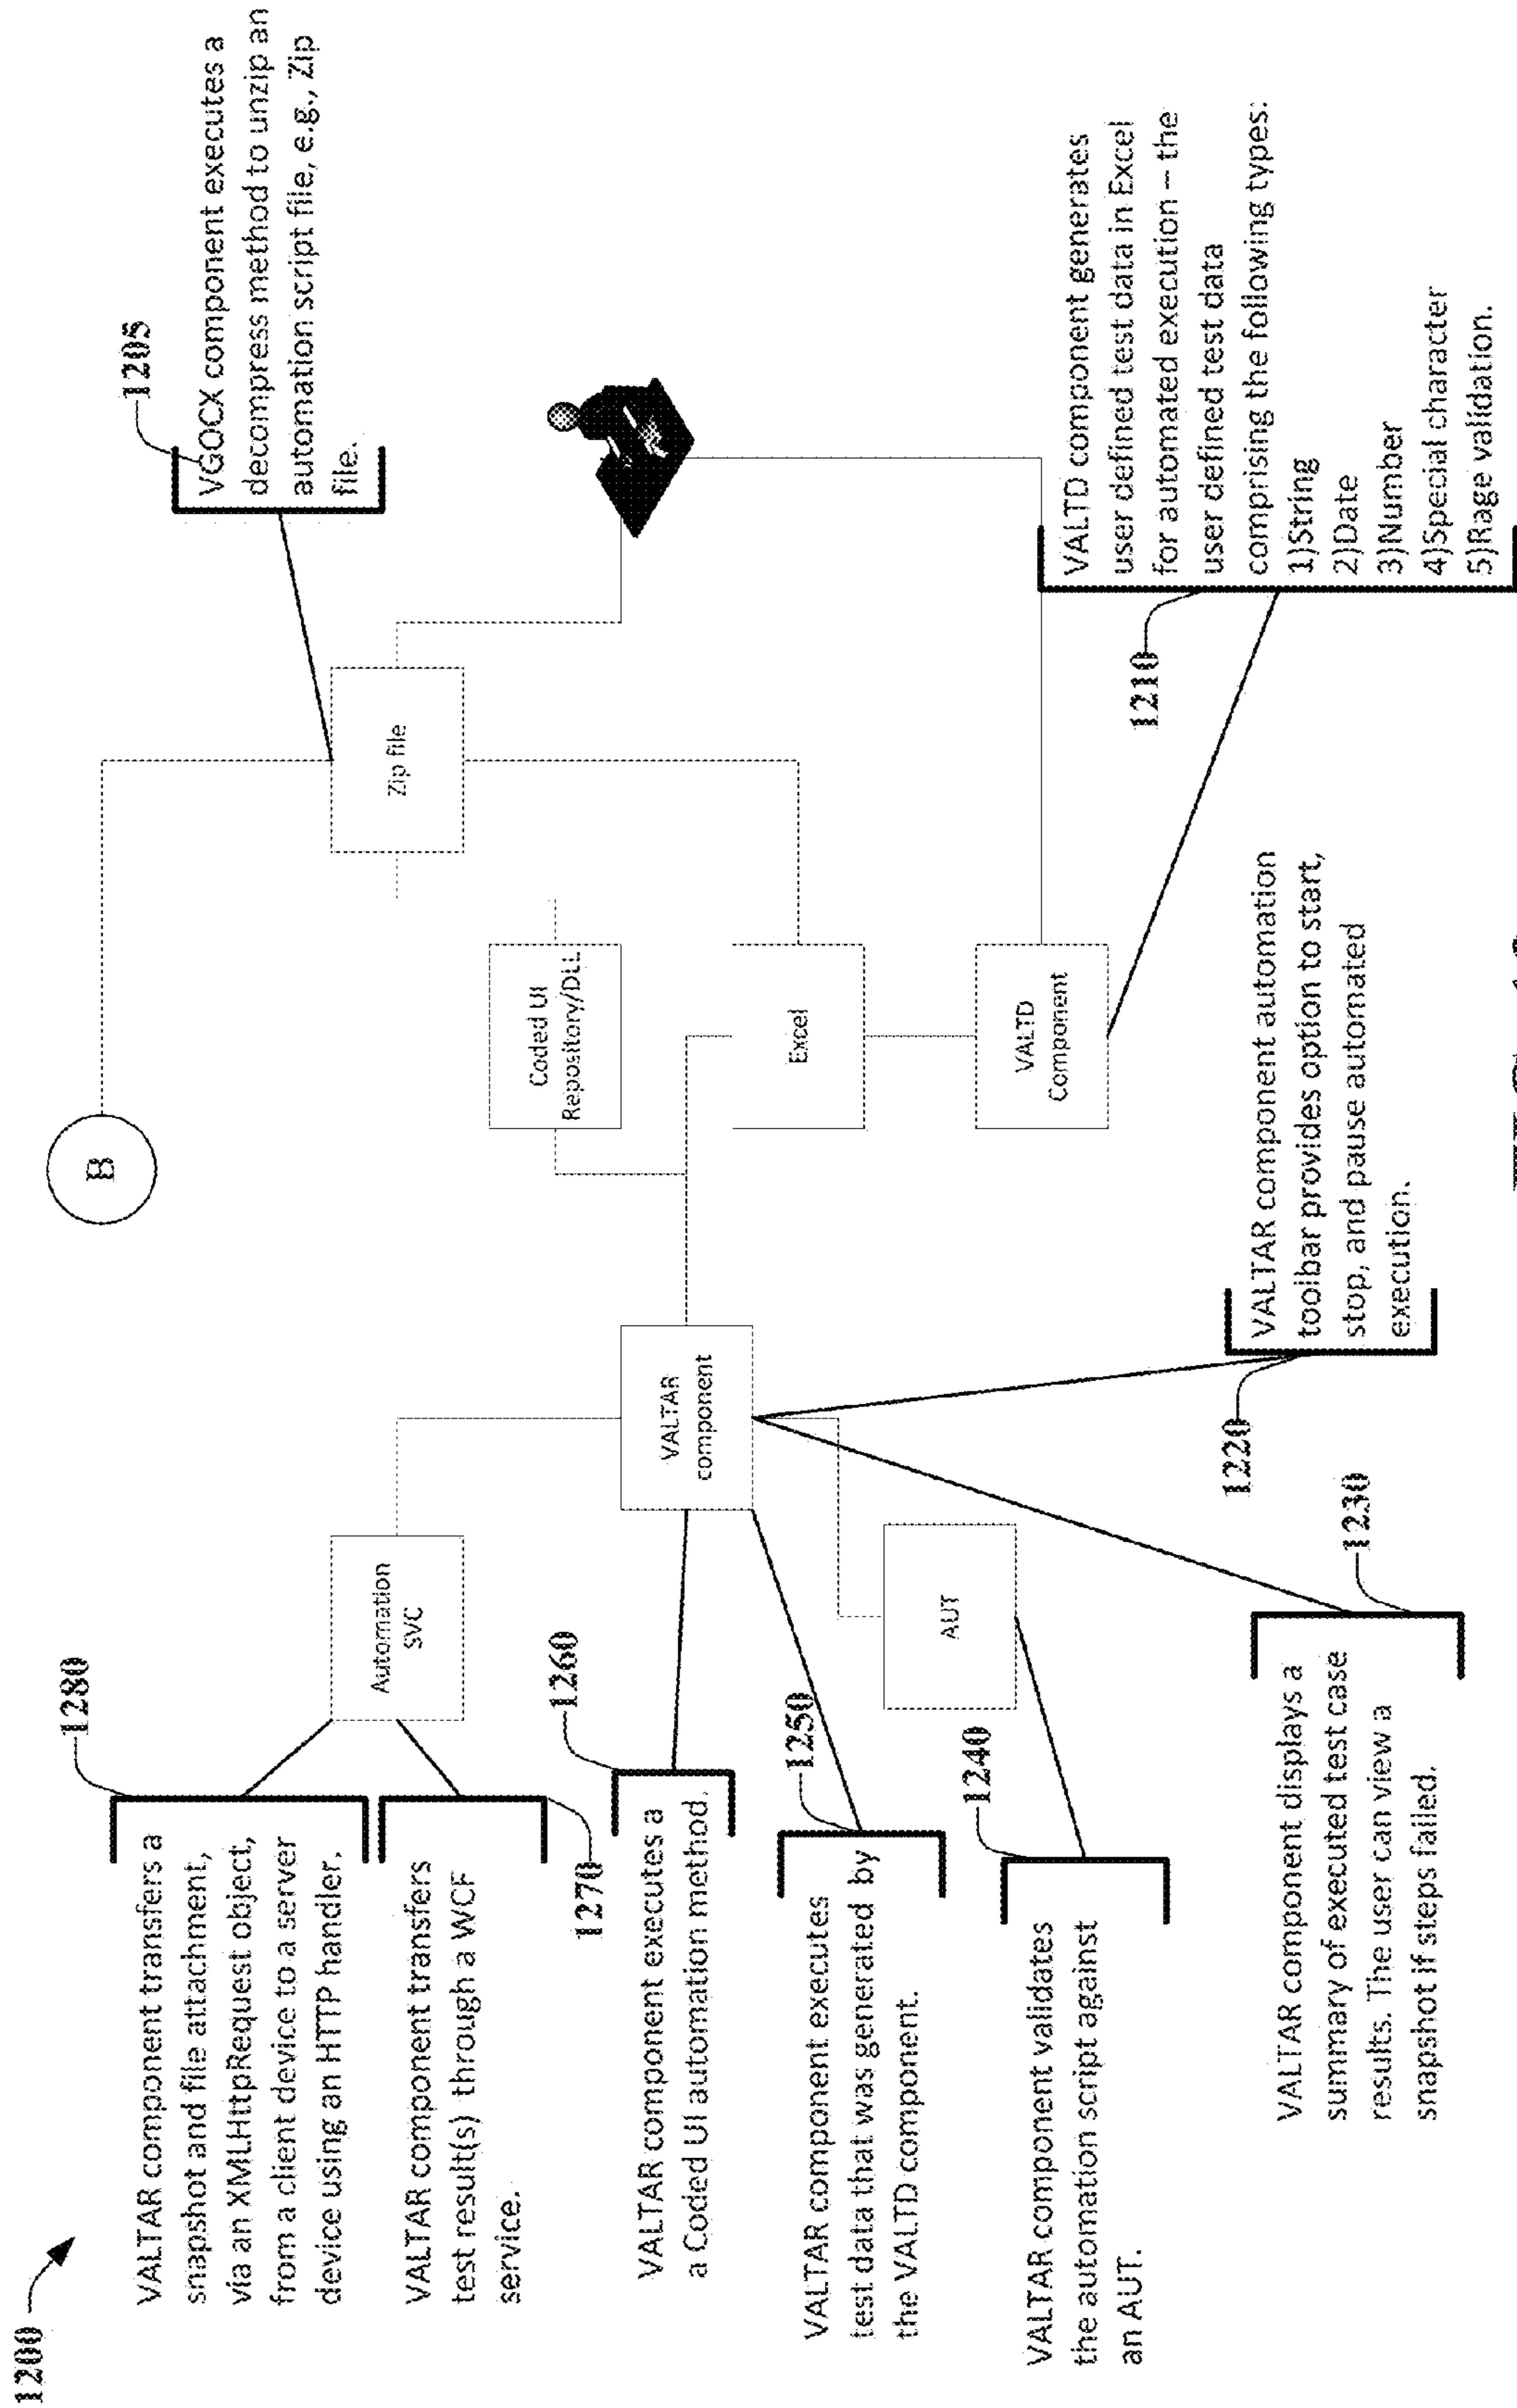 1200
VALTAR component transfers a
snapshot and file attachment,
via an XMLHttpRequest object,
from a client device to a server
device using an HTTP handler.
1280
VALTAR component transfers
test result(s) through a WCF
service.
1270
VALTAR component executes a
a Coded UI automation method.
1260
VALTAR component executes
test data that was generated by
the VALTD component.
1250
VALTAR component validates
the automation script against
an AUT.
1240
VALTAR component displays a
summary of executed test case
results. The user can view a
snapshot if steps failed.
1230
Automation
SVC
VALTAR
component
AUT
VALTAR component automation
toolbar provides option to start,
stop, and pause automated
execution.
1220
B
Coded UI
Repository/DLL
Excel
VALTD
Component
Zip file
1205
VGOCX component executes a
decompress method to unzip an
automation script file, e.g., Zip
file.
1210
VALTD component generates
user defined test data in Excel
for automated execution – the
user defined test data
comprising the following types:
1)String
2)Date
3)Number
4)Special character
5)Rage validation.